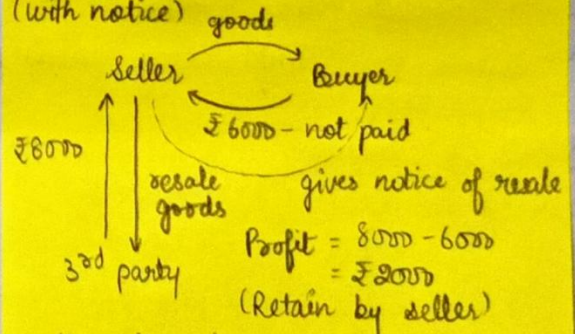 (with notice)
goods
Seller
Buyer
₹6000 - not paid
₹8000
resale
goods
gives notice of resale
3rd party
Profit = 8000 - 6000
= ₹2000
(Retain by seller)